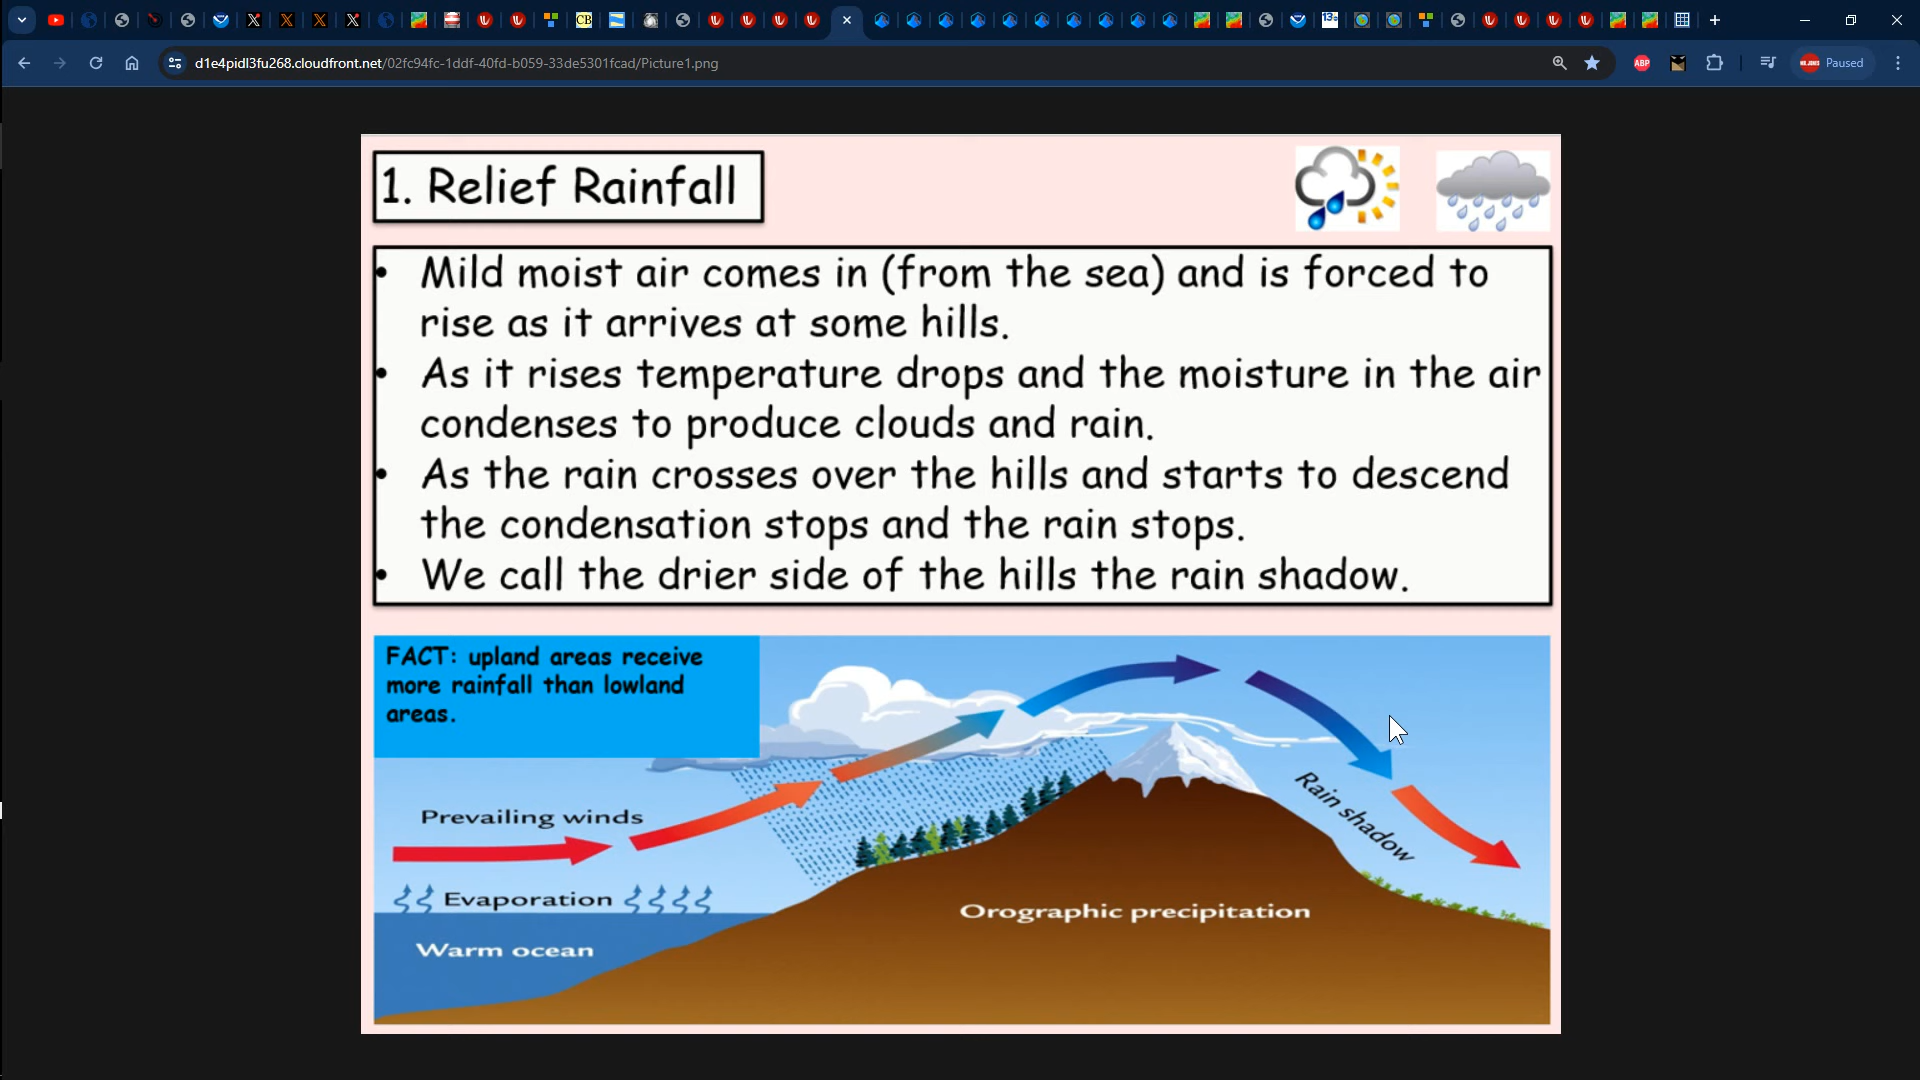 d1e4pidl3fu268.cloudfront.net/02fc94fc-1ddf-40fd-b059-33de5301fcad/Picture1.png
ABP
Paused
1. Relief Rainfall
• Mild moist air comes in (from the sea) and is forced to
rise as it arrives at some hills.
• As it rises temperature drops and the moisture in the air
condenses to produce clouds and rain.
• As the rain crosses over the hills and starts to descend
the condensation stops and the rain stops.
• We call the drier side of the hills the rain shadow.
FACT: upland areas receive
more rainfall than lowland
areas.
Prevailing winds
Rain shadow
Evaporation
Orographic precipitation
Warm ocean